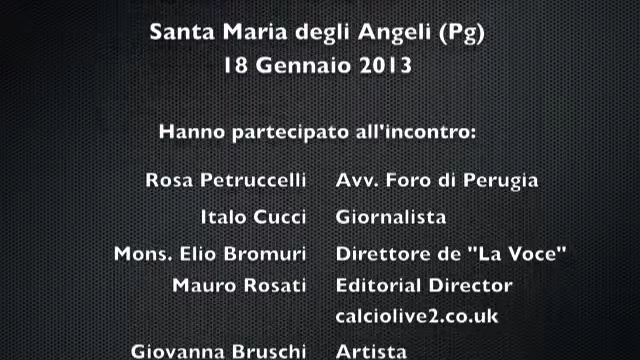 Santa Maria degli Angeli (Pg)
18 Gennaio 2013
Hanno partecipato all'incontro:
Rosa Petruccelli Avv. Foro di Perugia
Italo Cucci Giornalista
Mons. Elio Bromuri Direttore de "La Voce"
Mauro Rosati Editorial Director
calciolive2.co.uk
Giovanna Bruschi Artista